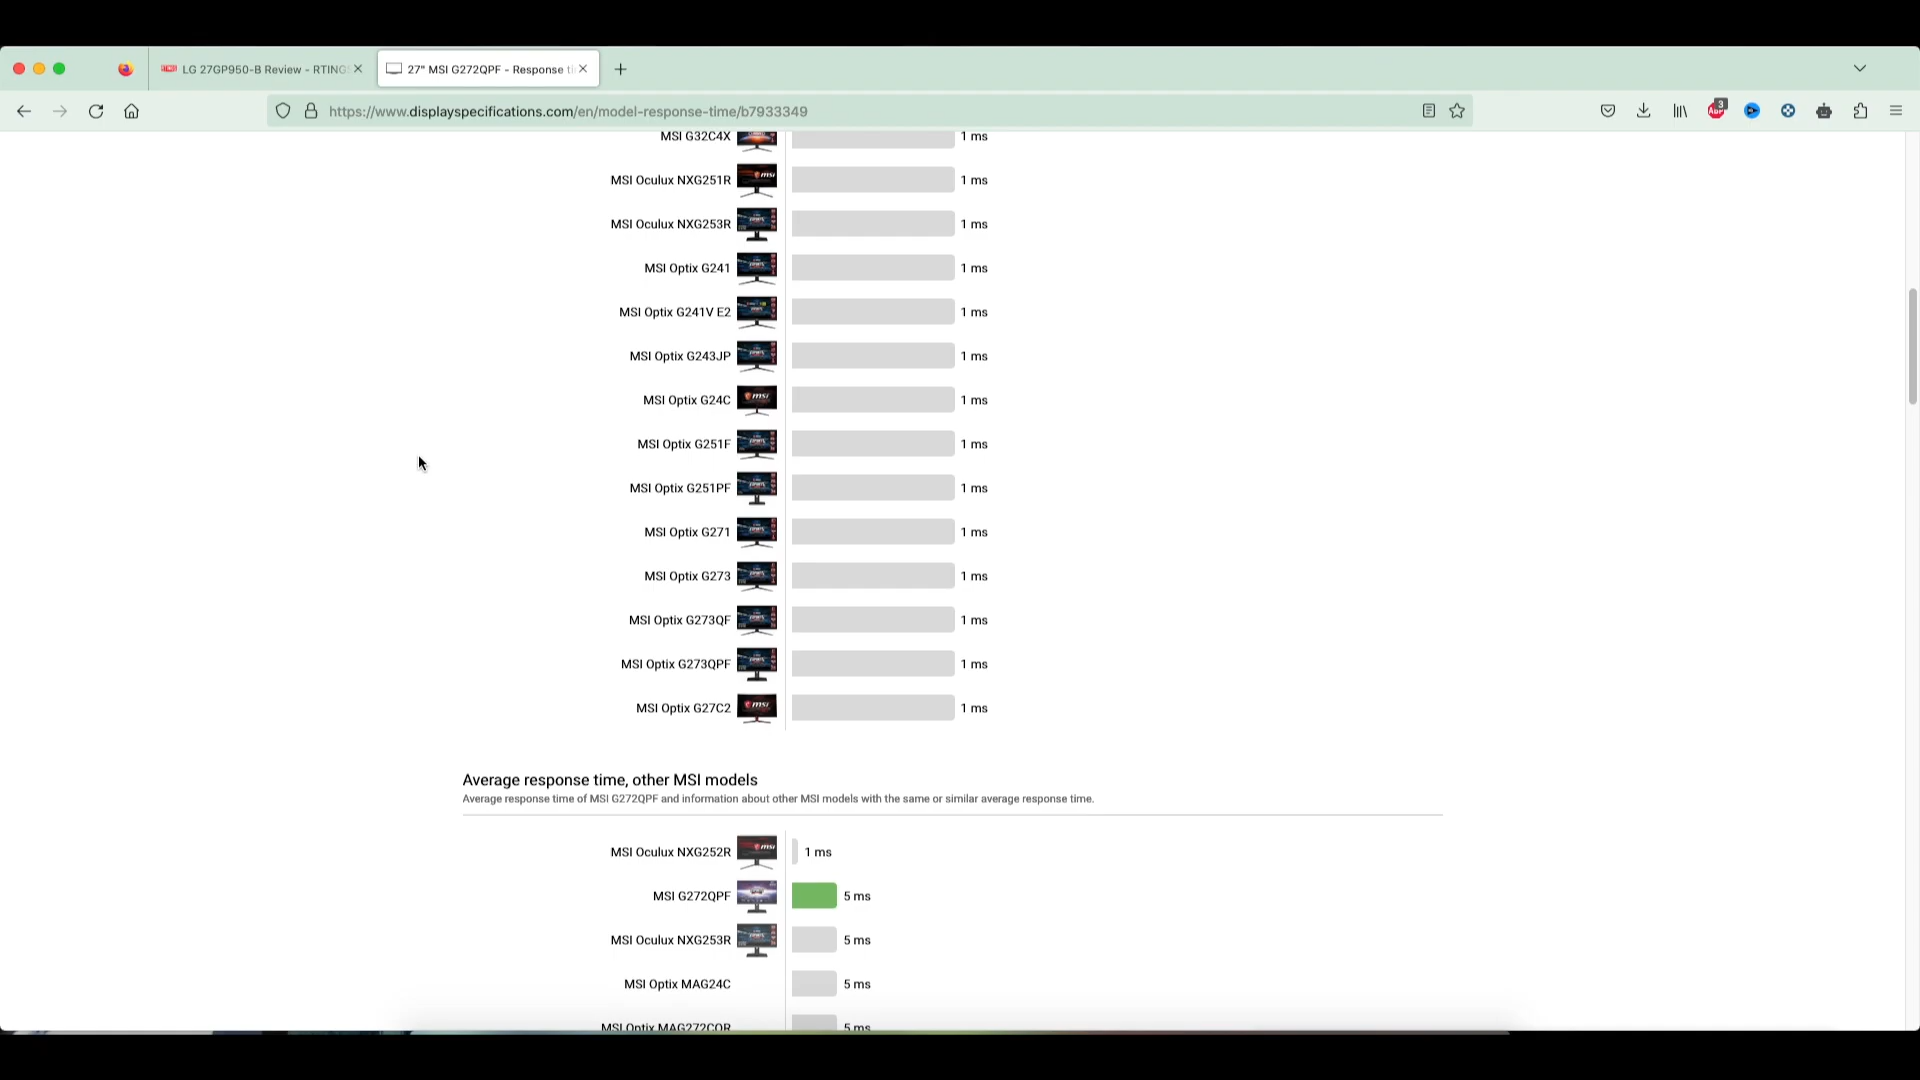 LG 27GP950-B Review - RTING
27" MSI G272QPF - Response ti
https://www.displayspecifications.com/en/model-response-time/b7933349
3
ABP
MSI G32C4X 1 ms
MSI Oculux NXG251R 1 ms
MSI Oculux NXG253R 1 ms
MSI Optix G241 1 ms
MSI Optix G241V E2 1 ms
MSI Optix G243JP 1 ms
MSI Optix G24C 1 ms
MSI Optix G251F 1 ms
MSI Optix G251PF 1 ms
MSI Optix G271 1 ms
MSI Optix G273 1 ms
MSI Optix G273QF 1 ms
MSI Optix G273QPF 1 ms
MSI Optix G27C2 1 ms
Average response time, other MSI models
Average response time of MSI G272QPF and information about other MSI models with the same or similar average response time.
MSI Oculux NXG252R 1 ms
MSI G272QPF 5 ms
MSI Oculux NXG253R 5 ms
MSI Optix MAG24C 5 ms
MSI Optix MAG272CQR 5 ms